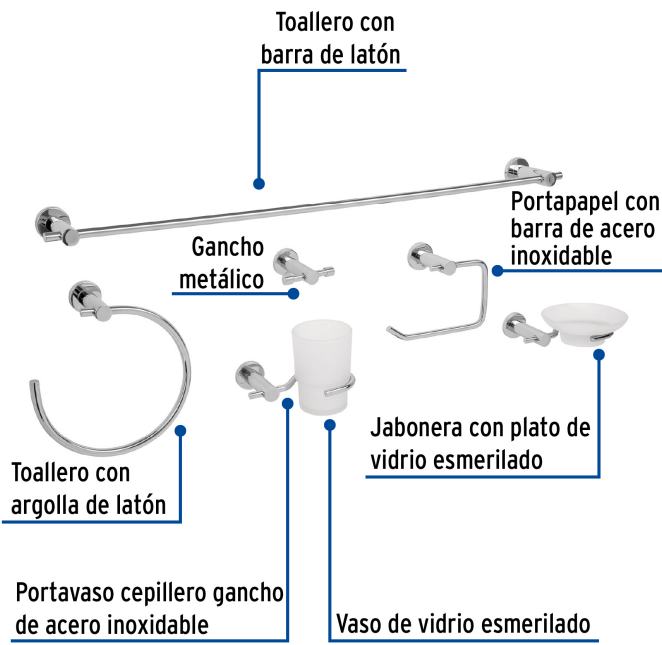 Toallero con
barra de latón
Portapapel con
barra de acero
inoxidable
Gancho
metálico
Jabonera con plato de
vidrio esmerilado
Toallero con
argolla de latón
Portavaso cepillero gancho
de acero inoxidable
Vaso de vidrio esmerilado